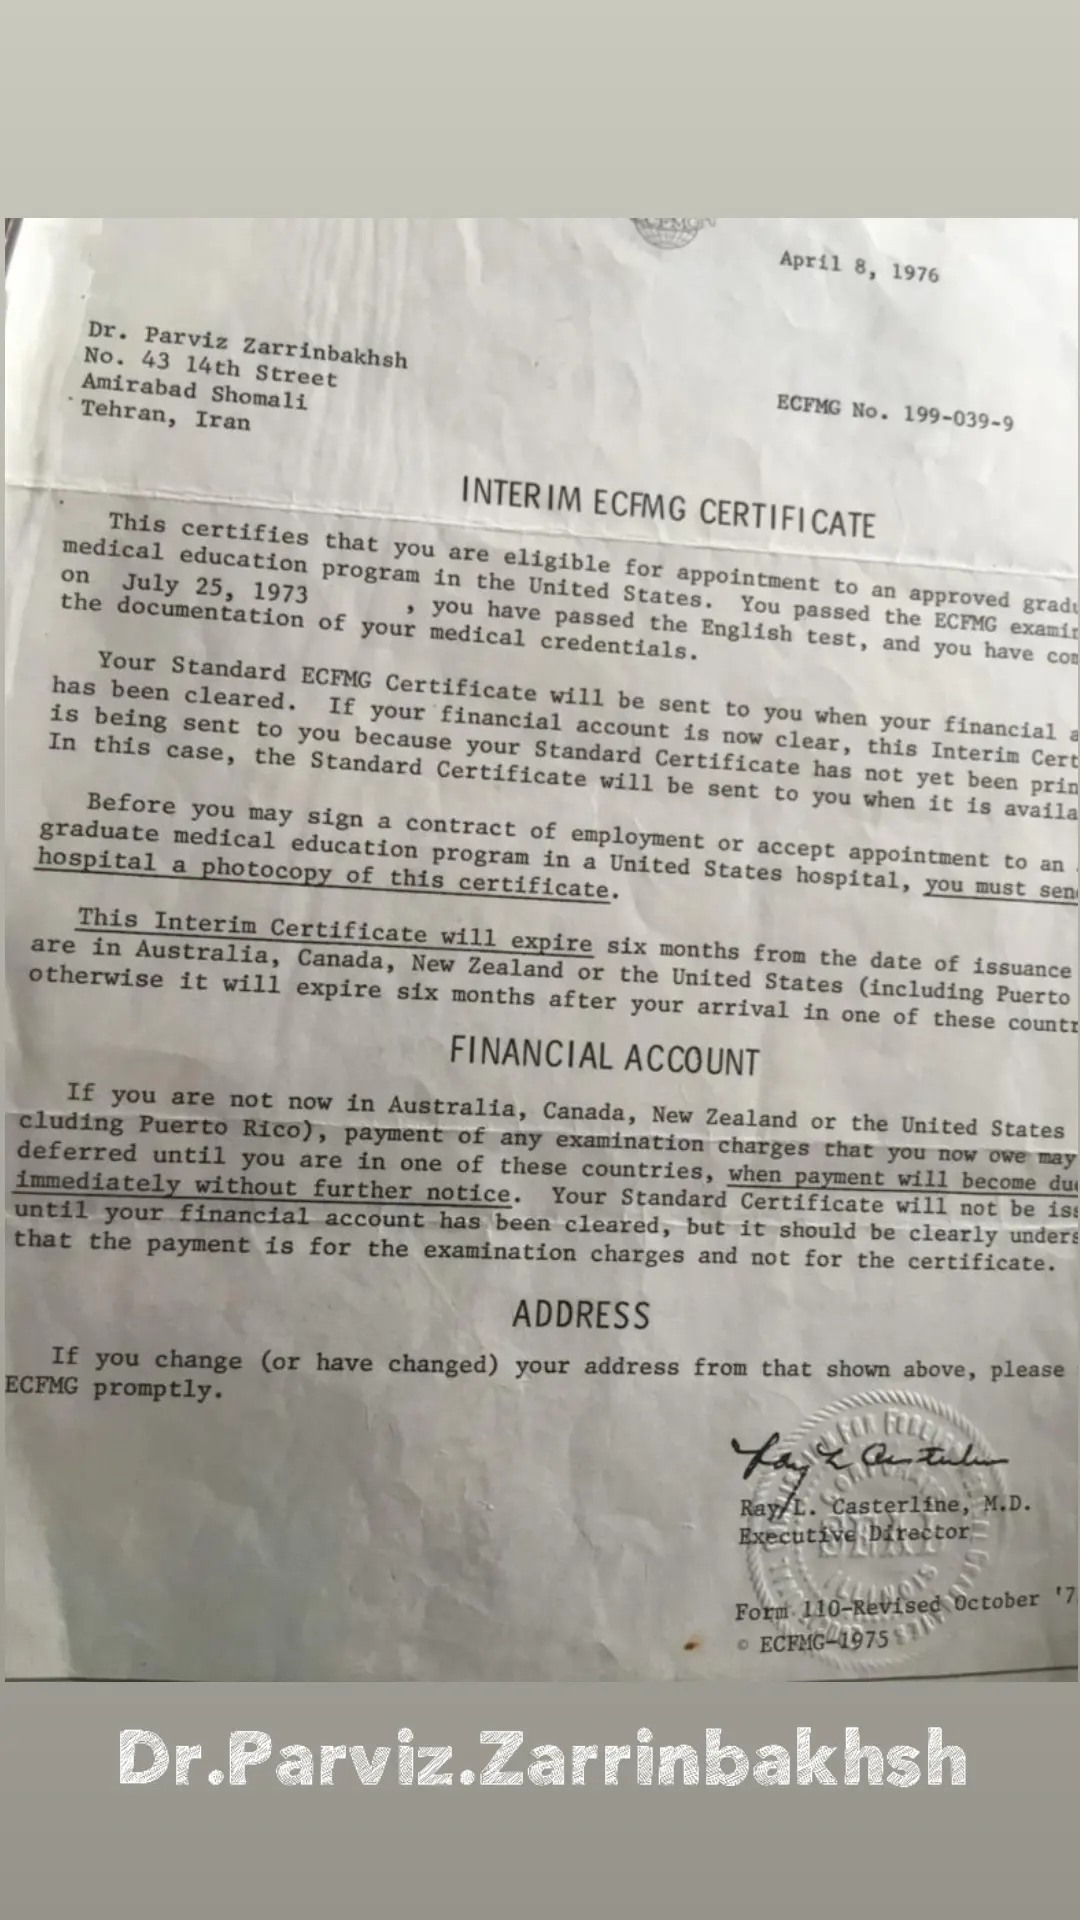 ECFMG
April 8, 1976
Dr. Parviz Zarrinbakhsh
No. 43 14th Street
Amirabad Shomali
Tehran, Iran
ECFMG No. 199-039-9
INTERIM ECFMG CERTIFICATE
This certifies that you are eligible for appointment to an approved gradu
medical education program in the United States. You passed the ECFMG examin
on July 25, 1973 , you have passed the English test, and you have com
the documentation of your medical credentials.
Your Standard ECFMG Certificate will be sent to you when your financial a
has been cleared. If your financial account is now clear, this Interim Cert
is being sent to you because your Standard Certificate has not yet been prin
In this case, the Standard Certificate will be sent to you when it is availa
Before you may sign a contract of employment or accept appointment to an
graduate medical education program in a United States hospital, you must send
hospital a photocopy of this certificate.
This Interim Certificate will expire six months from the date of issuance
are in Australia, Canada, New Zealand or the United States (including Puerto
otherwise it will expire six months after your arrival in one of these countr
FINANCIAL ACCOUNT
If you are not now in Australia, Canada, New Zealand or the United States
cluding Puerto Rico), payment of any examination charges that you now owe may
deferred until you are in one of these countries, when payment will become due
immediately without further notice. Your Standard Certificate will not be iss
until your financial account has been cleared, but it should be clearly unders
that the payment is for the examination charges and not for the certificate.
ADDRESS
If you change (or have changed) your address from that shown above, please
ECFMG promptly.
Ray L. Casterline, M.D.
Executive Director
SEAL
ILLINOIS
Form 110-Revised October '7
© ECFMG-1975
Dr.Parviz.Zarrinbakhsh